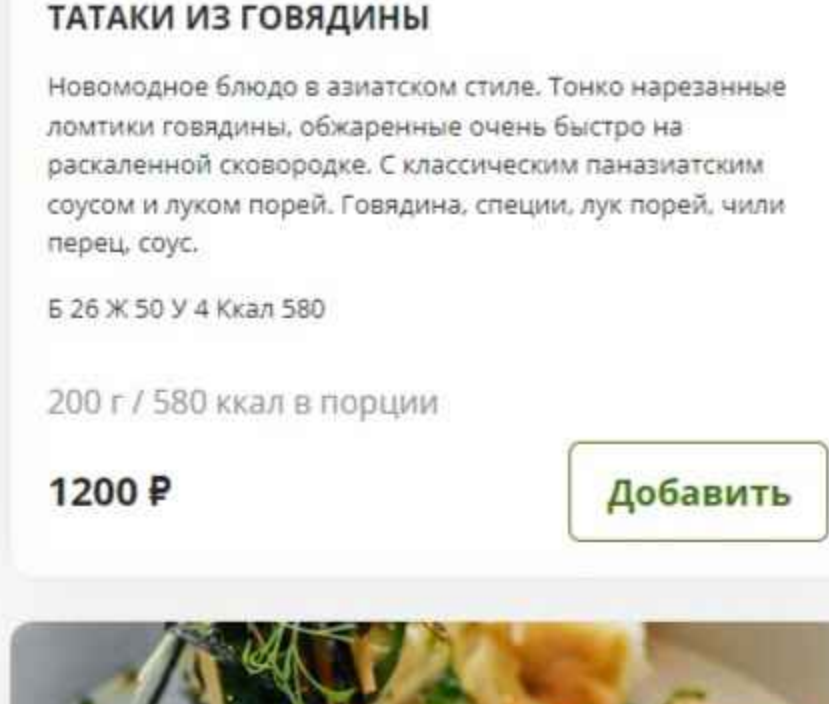 ТАТАКИ ИЗ ГОВЯДИНЫ
Новомодное блюдо в азиатском стиле. Тонко нарезанные
ломтики говядины, обжаренные очень быстро на
раскаленной сковородке. С классическим паназиатским
соусом и луком порей. Говядина, специи, лук порей, чили
перец, соус.
Б 26 Ж 50 У 4 Ккал 580
200 г / 580 ккал в порции
1200 ₽
Добавить